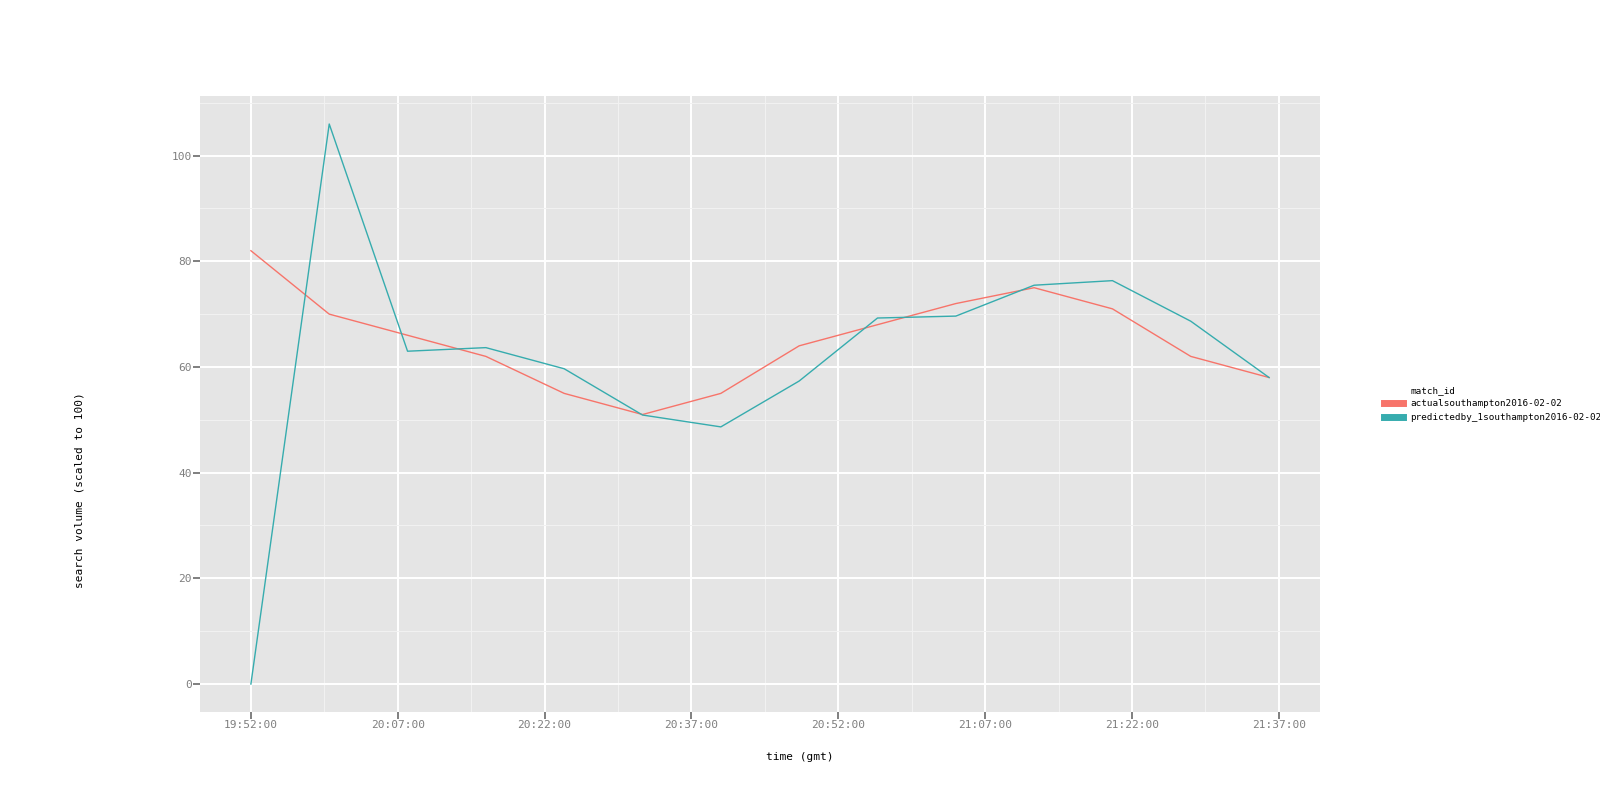 search volume (scaled to 100)
100
80
60
40
20
0
19:52:00
20:07:00
20:22:00
20:37:00
20:52:00
21:07:00
21:22:00
21:37:00
time (gmt)
match_id
actualsouthampton2016-02-02
predictedby_1southampton2016-02-02